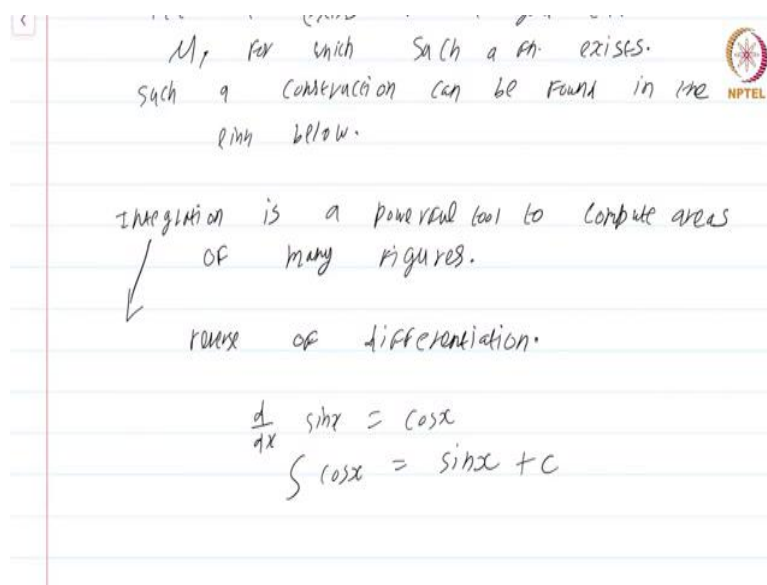 M, for which such a fn. exises.
NPTEL
such a construction can be found in the
link below.
Integration is a powerful tool to compute areas
of many figures.
reverse of differentiation.
d/dx sinx = cosx
∫ cosx = sinx + c